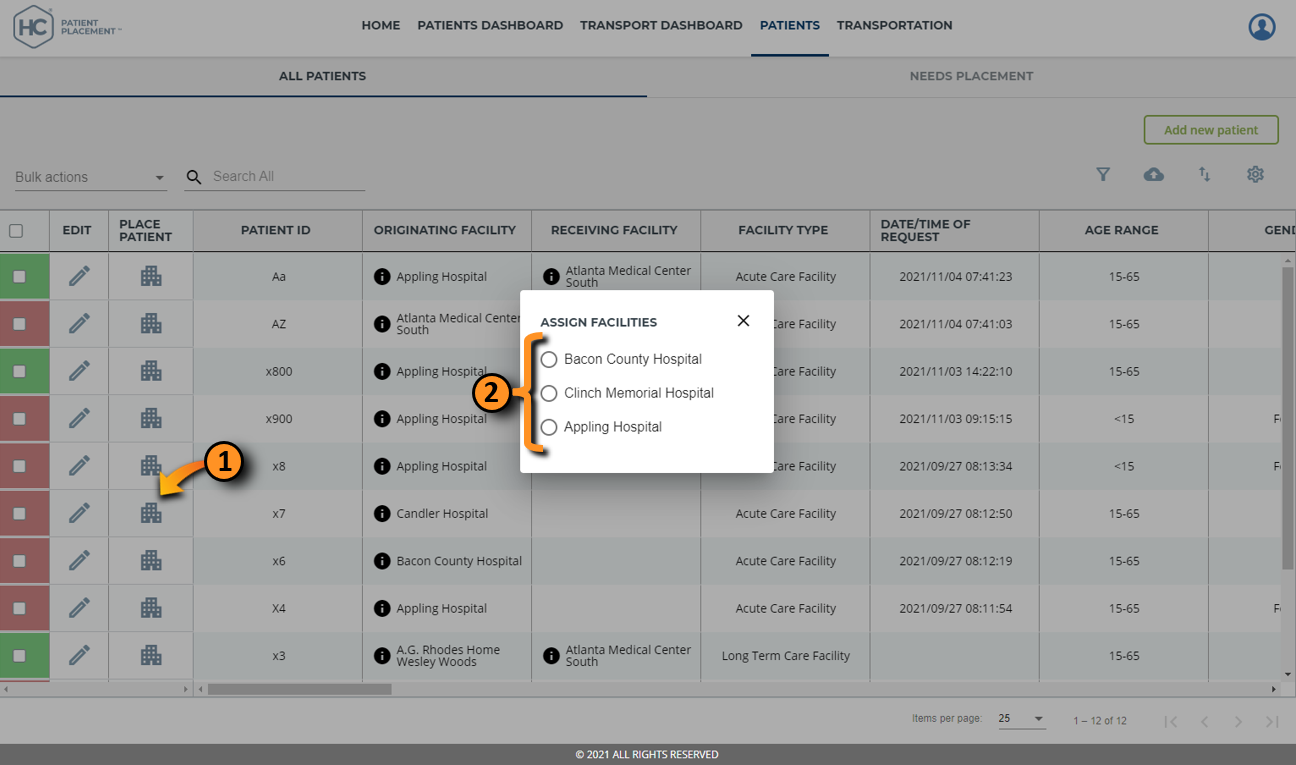 HC PATIENT PLACEMENT
HOME PATIENTS DASHBOARD TRANSPORT DASHBOARD PATIENTS TRANSPORTATION
ALL PATIENTS NEEDS PLACEMENT
Add new patient
Bulk actions Search All
EDIT PLACE PATIENT PATIENT ID ORIGINATING FACILITY RECEIVING FACILITY FACILITY TYPE DATE/TIME OF REQUEST AGE RANGE
Aa Appling Hospital Atlanta Medical Center South Acute Care Facility 2021/11/04 07:41:23 15-65
AZ Atlanta Medical Center South Care Facility 2021/11/04 07:41:03 15-65
x800 Appling Hospital Care Facility 2021/11/03 14:22:10 15-65
x900 Appling Hospital Care Facility 2021/11/03 09:15:15 <15
x8 Appling Hospital Care Facility 2021/09/27 08:13:34 <15
x7 Candler Hospital Acute Care Facility 2021/09/27 08:12:50 15-65
x6 Bacon County Hospital Acute Care Facility 2021/09/27 08:12:19 15-65
X4 Appling Hospital Acute Care Facility 2021/09/27 08:11:54 15-65
x3 A.G. Rhodes Home Wesley Woods Atlanta Medical Center South Long Term Care Facility 15-65
ASSIGN FACILITIES
Bacon County Hospital
Clinch Memorial Hospital
Appling Hospital
1
2
Items per page: 25 1 – 12 of 12
© 2021 ALL RIGHTS RESERVED